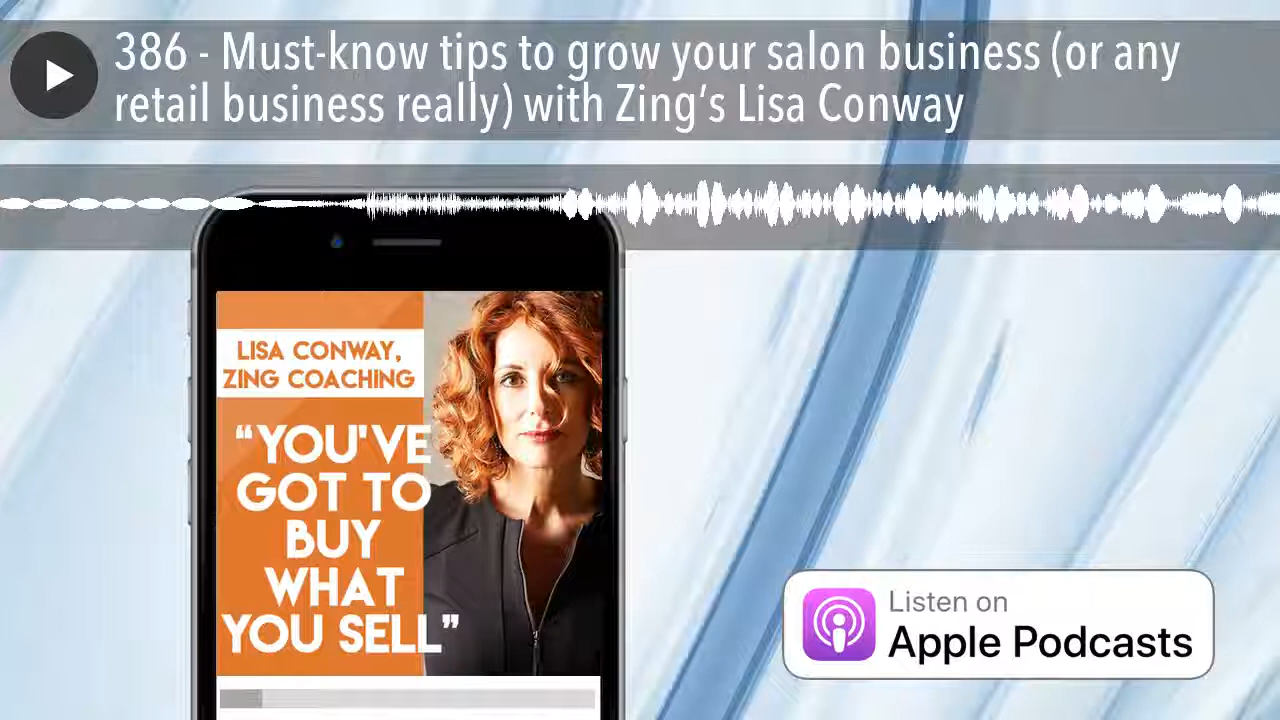 386 - Must-know tips to grow your salon business (or any
retail business really) with Zing’s Lisa Conway
LISA CONWAY,
ZING COACHING
“YOU'VE
GOT TO
BUY
WHAT
YOU SELL”
Listen on
Apple Podcasts